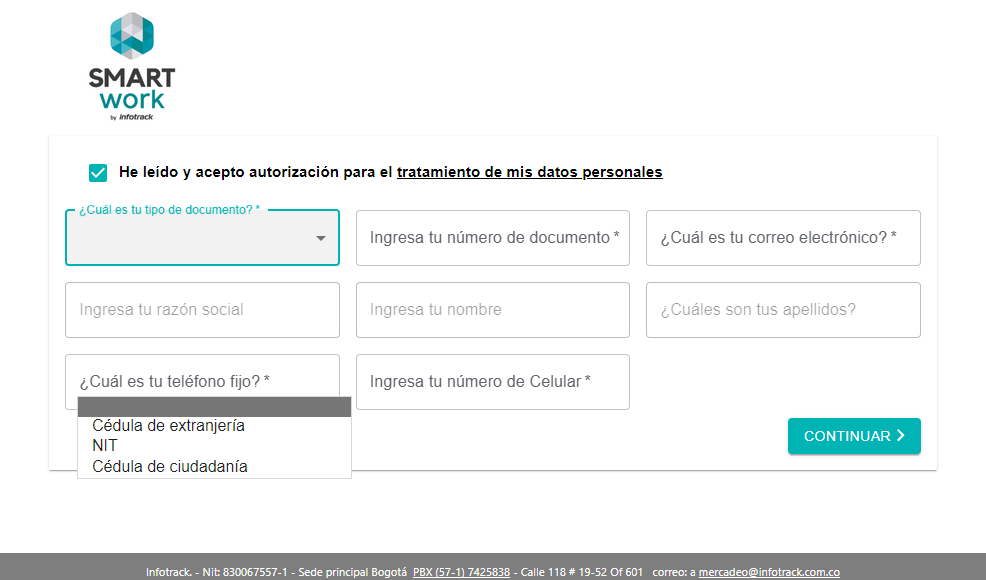 SMART
work
by infotrack
He leído y acepto autorización para el tratamiento de mis datos personales
¿Cuál es tu tipo de documento? *
Ingresa tu número de documento *
¿Cuál es tu correo electrónico? *
Ingresa tu razón social
Ingresa tu nombre
¿Cuáles son tus apellidos?
¿Cuál es tu teléfono fijo? *
Ingresa tu número de Celular *
Cédula de extranjería
NIT
Cédula de ciudadanía
CONTINUAR
Infotrack. - Nit: 830067557-1 - Sede principal Bogotá PBX (57-1) 7425838 - Calle 118 # 19-52 Of 601 correo: a mercadeo@infotrack.com.co